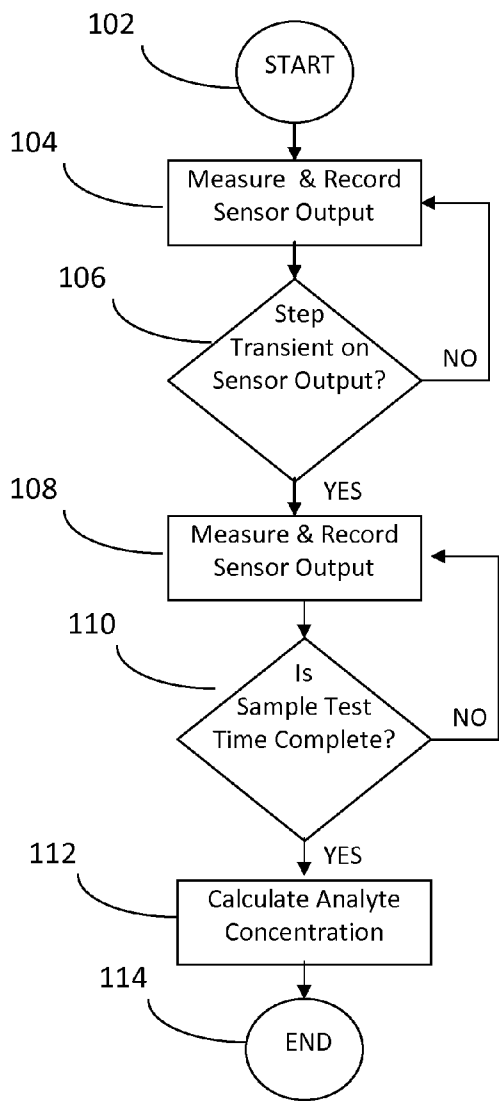 102
START
104
Measure & Record
Sensor Output
106
Step
Transient on
Sensor Output?
NO
YES
108
Measure & Record
Sensor Output
110
Is
Sample Test
Time Complete?
NO
YES
112
Calculate Analyte
Concentration
114
END